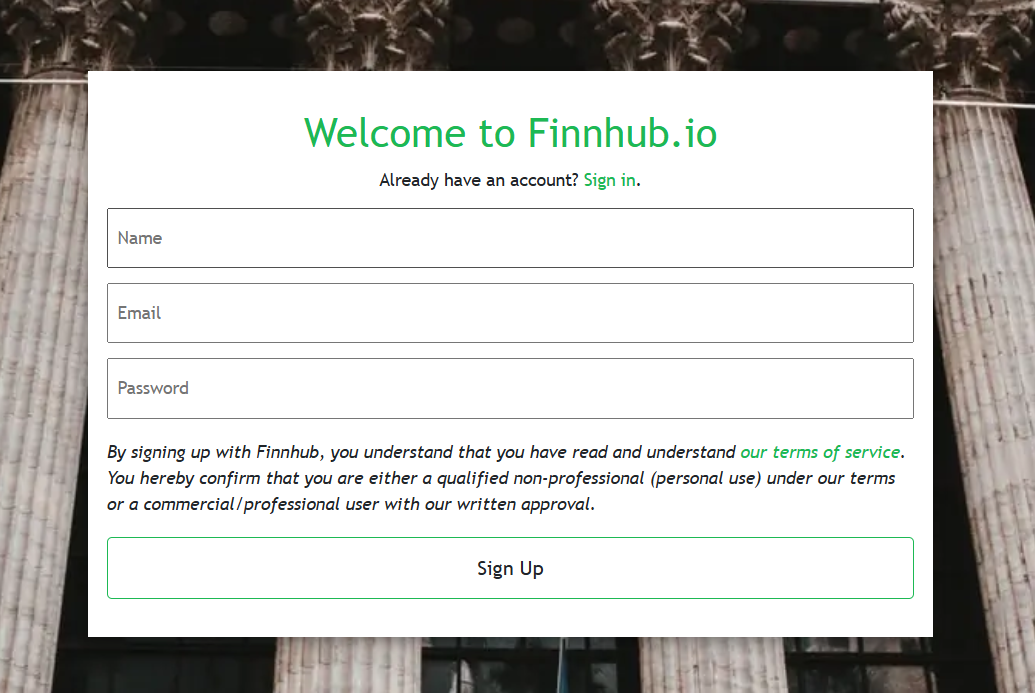 Welcome to Finnhub.io
Already have an account? Sign in.
Name
Email
Password
By signing up with Finnhub, you understand that you have read and understand our terms of service.
You hereby confirm that you are either a qualified non-professional (personal use) under our terms
or a commercial/professional user with our written approval.
Sign Up